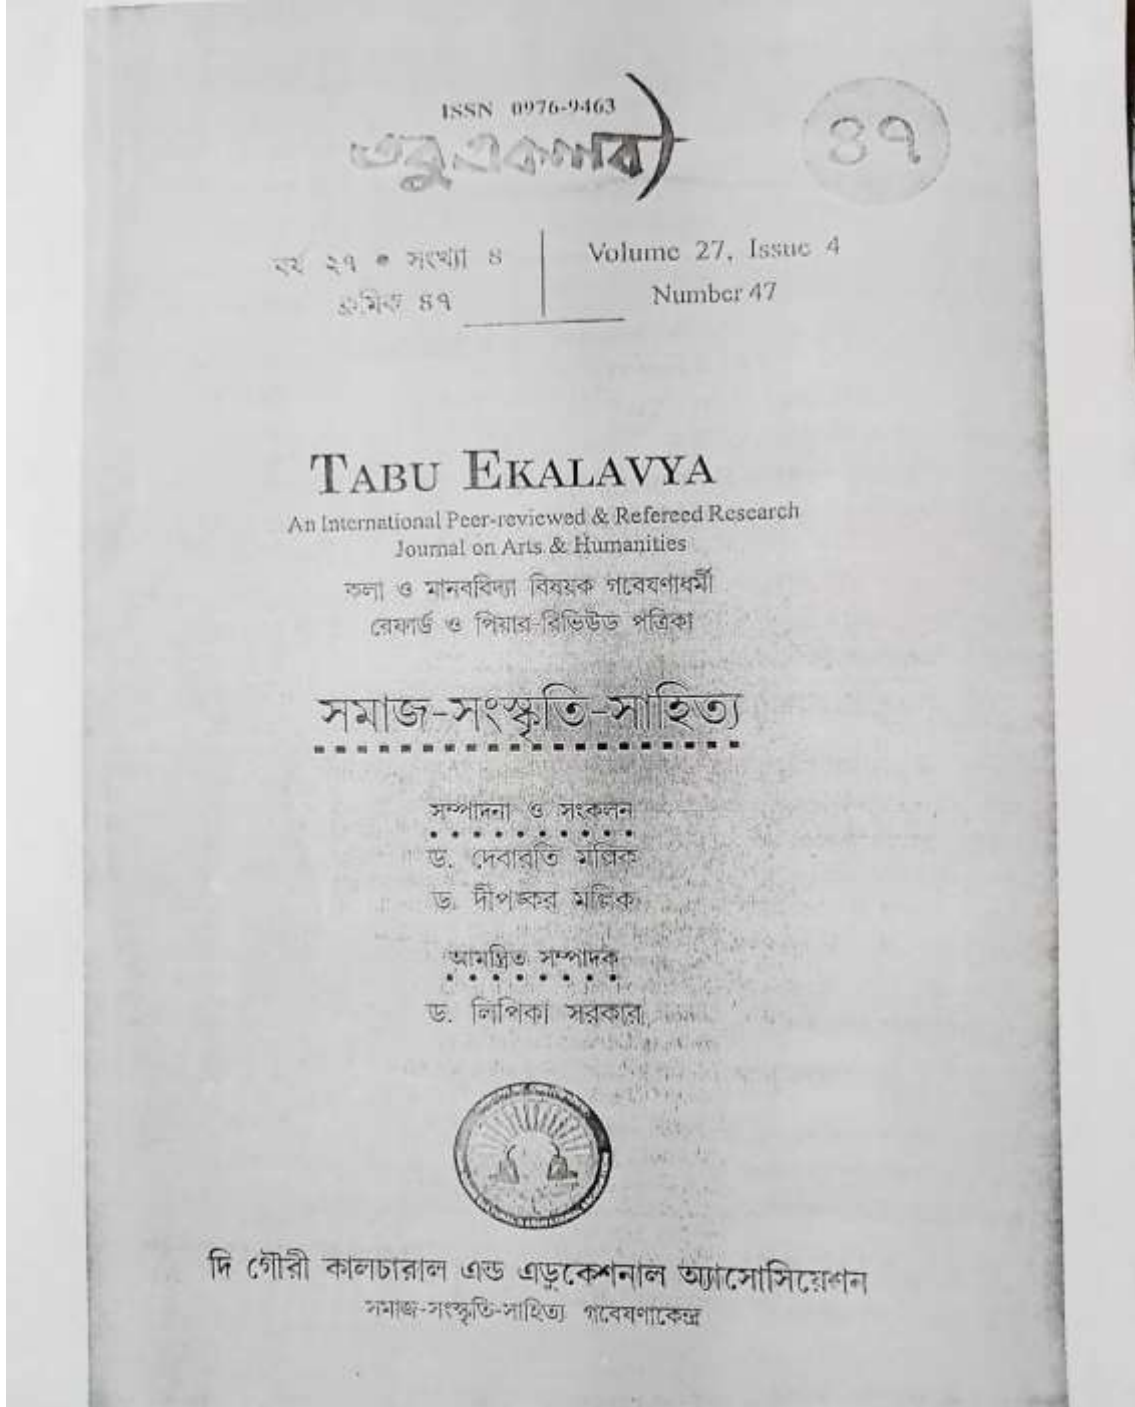 ISSN 0976-9463
তবু একলব্য
৪৭
বর্ষ ২৭ • সংখ্যা ৪
ক্রমিক ৪৭
Volume 27, Issue 4
Number 47
TABU EKALAVYA
An International Peer-reviewed & Refereed Research
Journal on Arts & Humanities
কলা ও মানববিদ্যা বিষয়ক গবেষণাধর্মী
রেফার্ড ও পিয়ার-রিভিউড পত্রিকা
সমাজ-সংস্কৃতি-সাহিত্য
সম্পাদনা ও সংকলন
ড. দেবারতি মল্লিক
ড. দীপঙ্কর মল্লিক
আমন্ত্রিত সম্পাদক
ড. লিপিকা সরকার
দি গৌরী কালচারাল এন্ড এডুকেশনাল অ্যাসোসিয়েশন
সমাজ-সংস্কৃতি-সাহিত্য গবেষণাকেন্দ্র